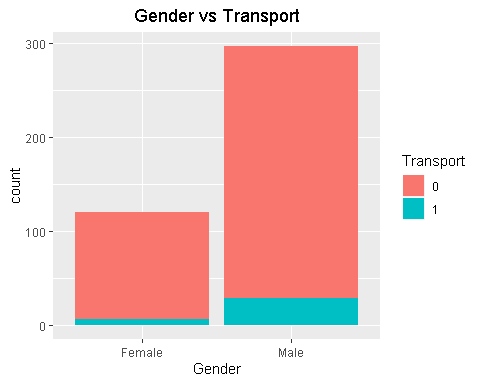 Gender vs Transport
300
200
100
0
count
Female
Male
Gender
Transport
0
1